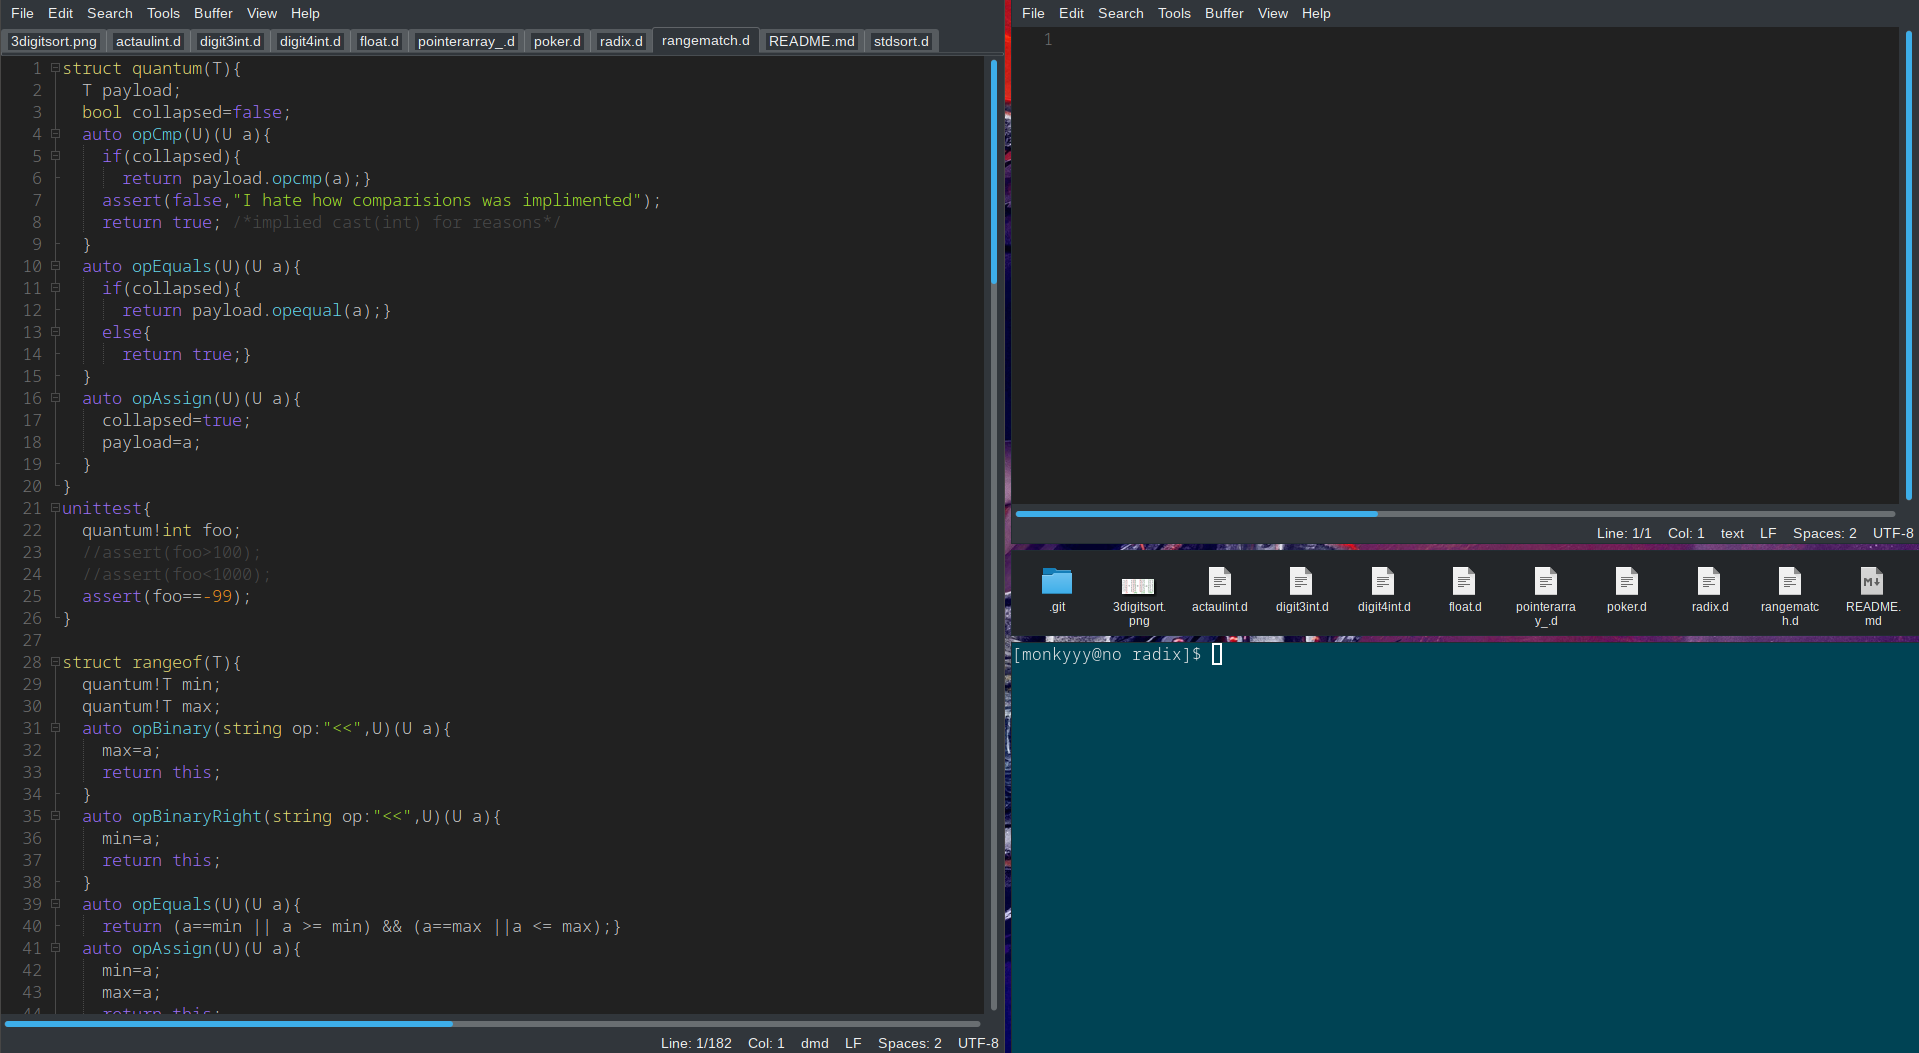 File Edit Search Tools Buffer View Help
3digitsort.png actaulint.d digit3int.d digit4int.d float.d pointerarray_.d poker.d radix.d rangematch.d README.md stdsort.d
1 struct quantum(T){
2 T payload;
3 bool collapsed=false;
4 auto opCmp(U)(U a){
5 if(collapsed){
6 return payload.opcmp(a);}
7 assert(false,"I hate how comparisions was implimented");
8 return true; /*implied cast(int) for reasons*/
9 }
10 auto opEquals(U)(U a){
11 if(collapsed){
12 return payload.opequal(a);}
13 else{
14 return true;}
15 }
16 auto opAssign(U)(U a){
17 collapsed=true;
18 payload=a;
19 }
20 }
21 unittest{
22 quantum!int foo;
23 //assert(foo>100);
24 //assert(foo<1000);
25 assert(foo==-99);
26 }
27
28 struct rangeof(T){
29 quantum!T min;
30 quantum!T max;
31 auto opBinary(string op:"<<",U)(U a){
32 max=a;
33 return this;
34 }
35 auto opBinaryRight(string op:"<<",U)(U a){
36 min=a;
37 return this;
38 }
39 auto opEquals(U)(U a){
40 return (a==min || a >= min) && (a==max ||a <= max);}
41 auto opAssign(U)(U a){
42 min=a;
43 max=a;
44 return this;
Line: 1/182 Col: 1 dmd LF Spaces: 2 UTF-8
File Edit Search Tools Buffer View Help
1
Line: 1/1 Col: 1 text LF Spaces: 2 UTF-8
.git 3digitsort. actaulint.d digit3int.d digit4int.d float.d pointerarra poker.d radix.d rangematc README.
png y_.d h.d md
[monkyyy@no radix]$